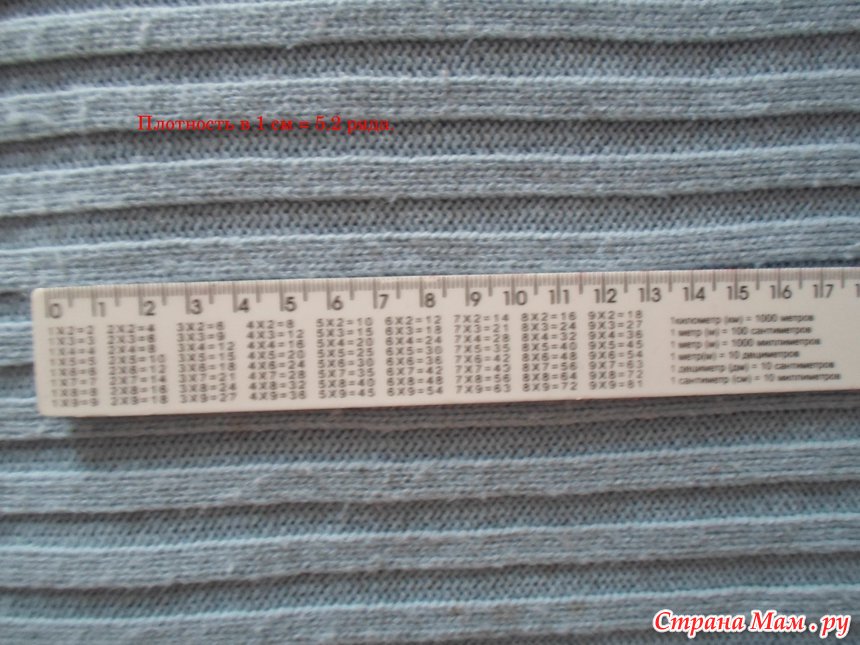 Плотность в 1 см = 5.2 ряда.
0 1 2 3 4 5 6 7 8 9 10 11 12 13 14 15 16 17
1X2=2 2X2=4 3X2=6 4X2=8 5X2=10 6X2=12 7X2=14 8X2=16 9X2=18 1километр (км) = 1000 метров
1X3=3 2X3=6 3X3=9 4X3=12 5X3=15 6X3=18 7X3=21 8X3=24 9X3=27 1 метр (м) = 100 сантиметров
1X4=4 2X4=8 3X4=12 4X4=16 5X4=20 6X4=24 7X4=28 8X4=32 9X4=36 1 метр (м) = 1000 миллиметров
1X5=5 2X5=10 3X5=15 4X5=20 5X5=25 6X5=30 7X5=35 8X5=40 9X5=45 1 метр(м) = 10 дециметров
1X6=6 2X6=12 3X6=18 4X6=24 5X6=30 6X6=36 7X6=42 8X6=48 9X6=54 1 дециметр (дм) = 10 сантиметров
1X7=7 2X7=14 3X7=21 4X7=28 5X7=35 6X7=42 7X7=49 8X7=56 9X7=63 1 сантиметр (см) = 10 миллиметров
1X8=8 2X8=16 3X8=24 4X8=32 5X8=40 6X8=48 7X8=56 8X8=64 9X8=72
1X9=9 2X9=18 3X9=27 4X9=36 5X9=45 6X9=54 7X9=63 8X9=72 9X9=81
Страна Мам.ру